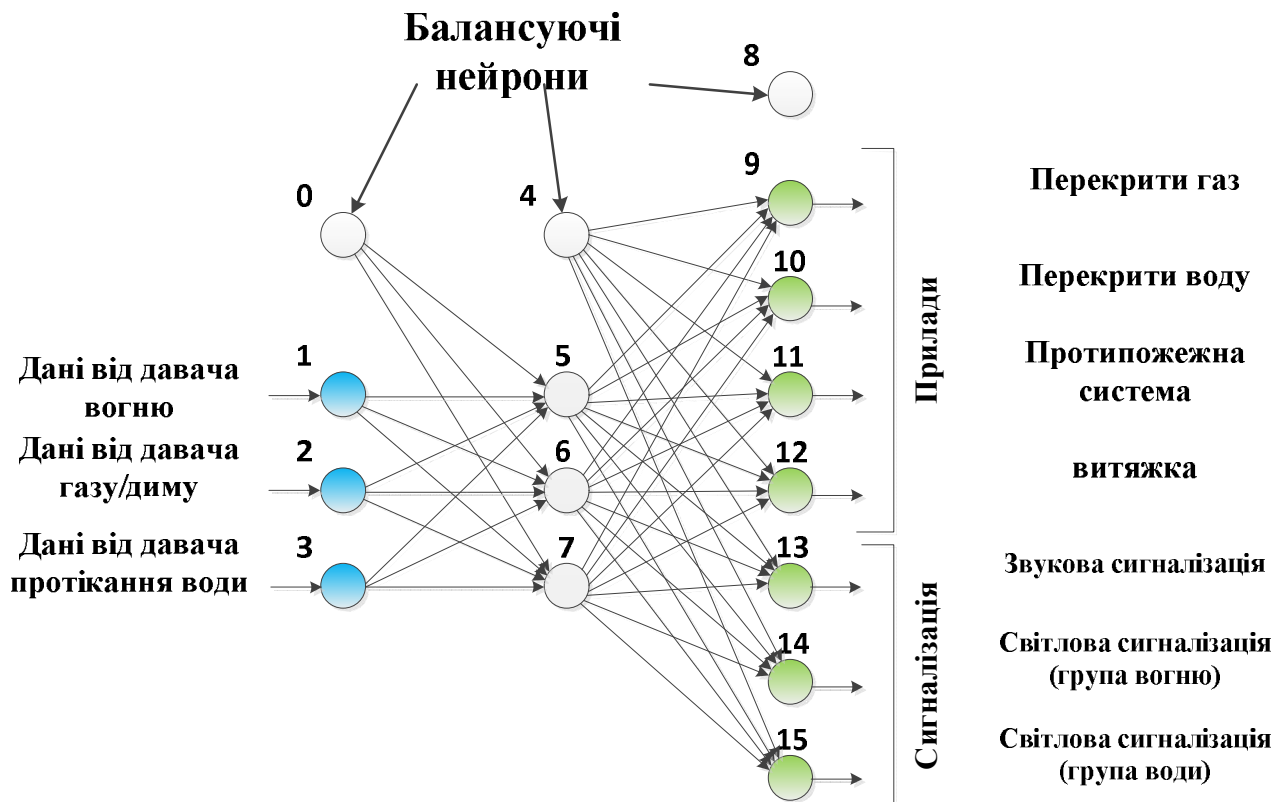 Балансуючі
нейрони
8
9
0
4
Перекрити газ
10
Перекрити воду
1
5
11
Дані від давача
вогню
Протипожежна
система
Прилади
2
6
12
Дані від давача
газу/диму
витяжка
3
7
13
Дані від давача
протікання води
Звукова сигналізація
14
Світлова сигналізація
(група вогню)
Сигналізація
15
Світлова сигналізація
(група води)